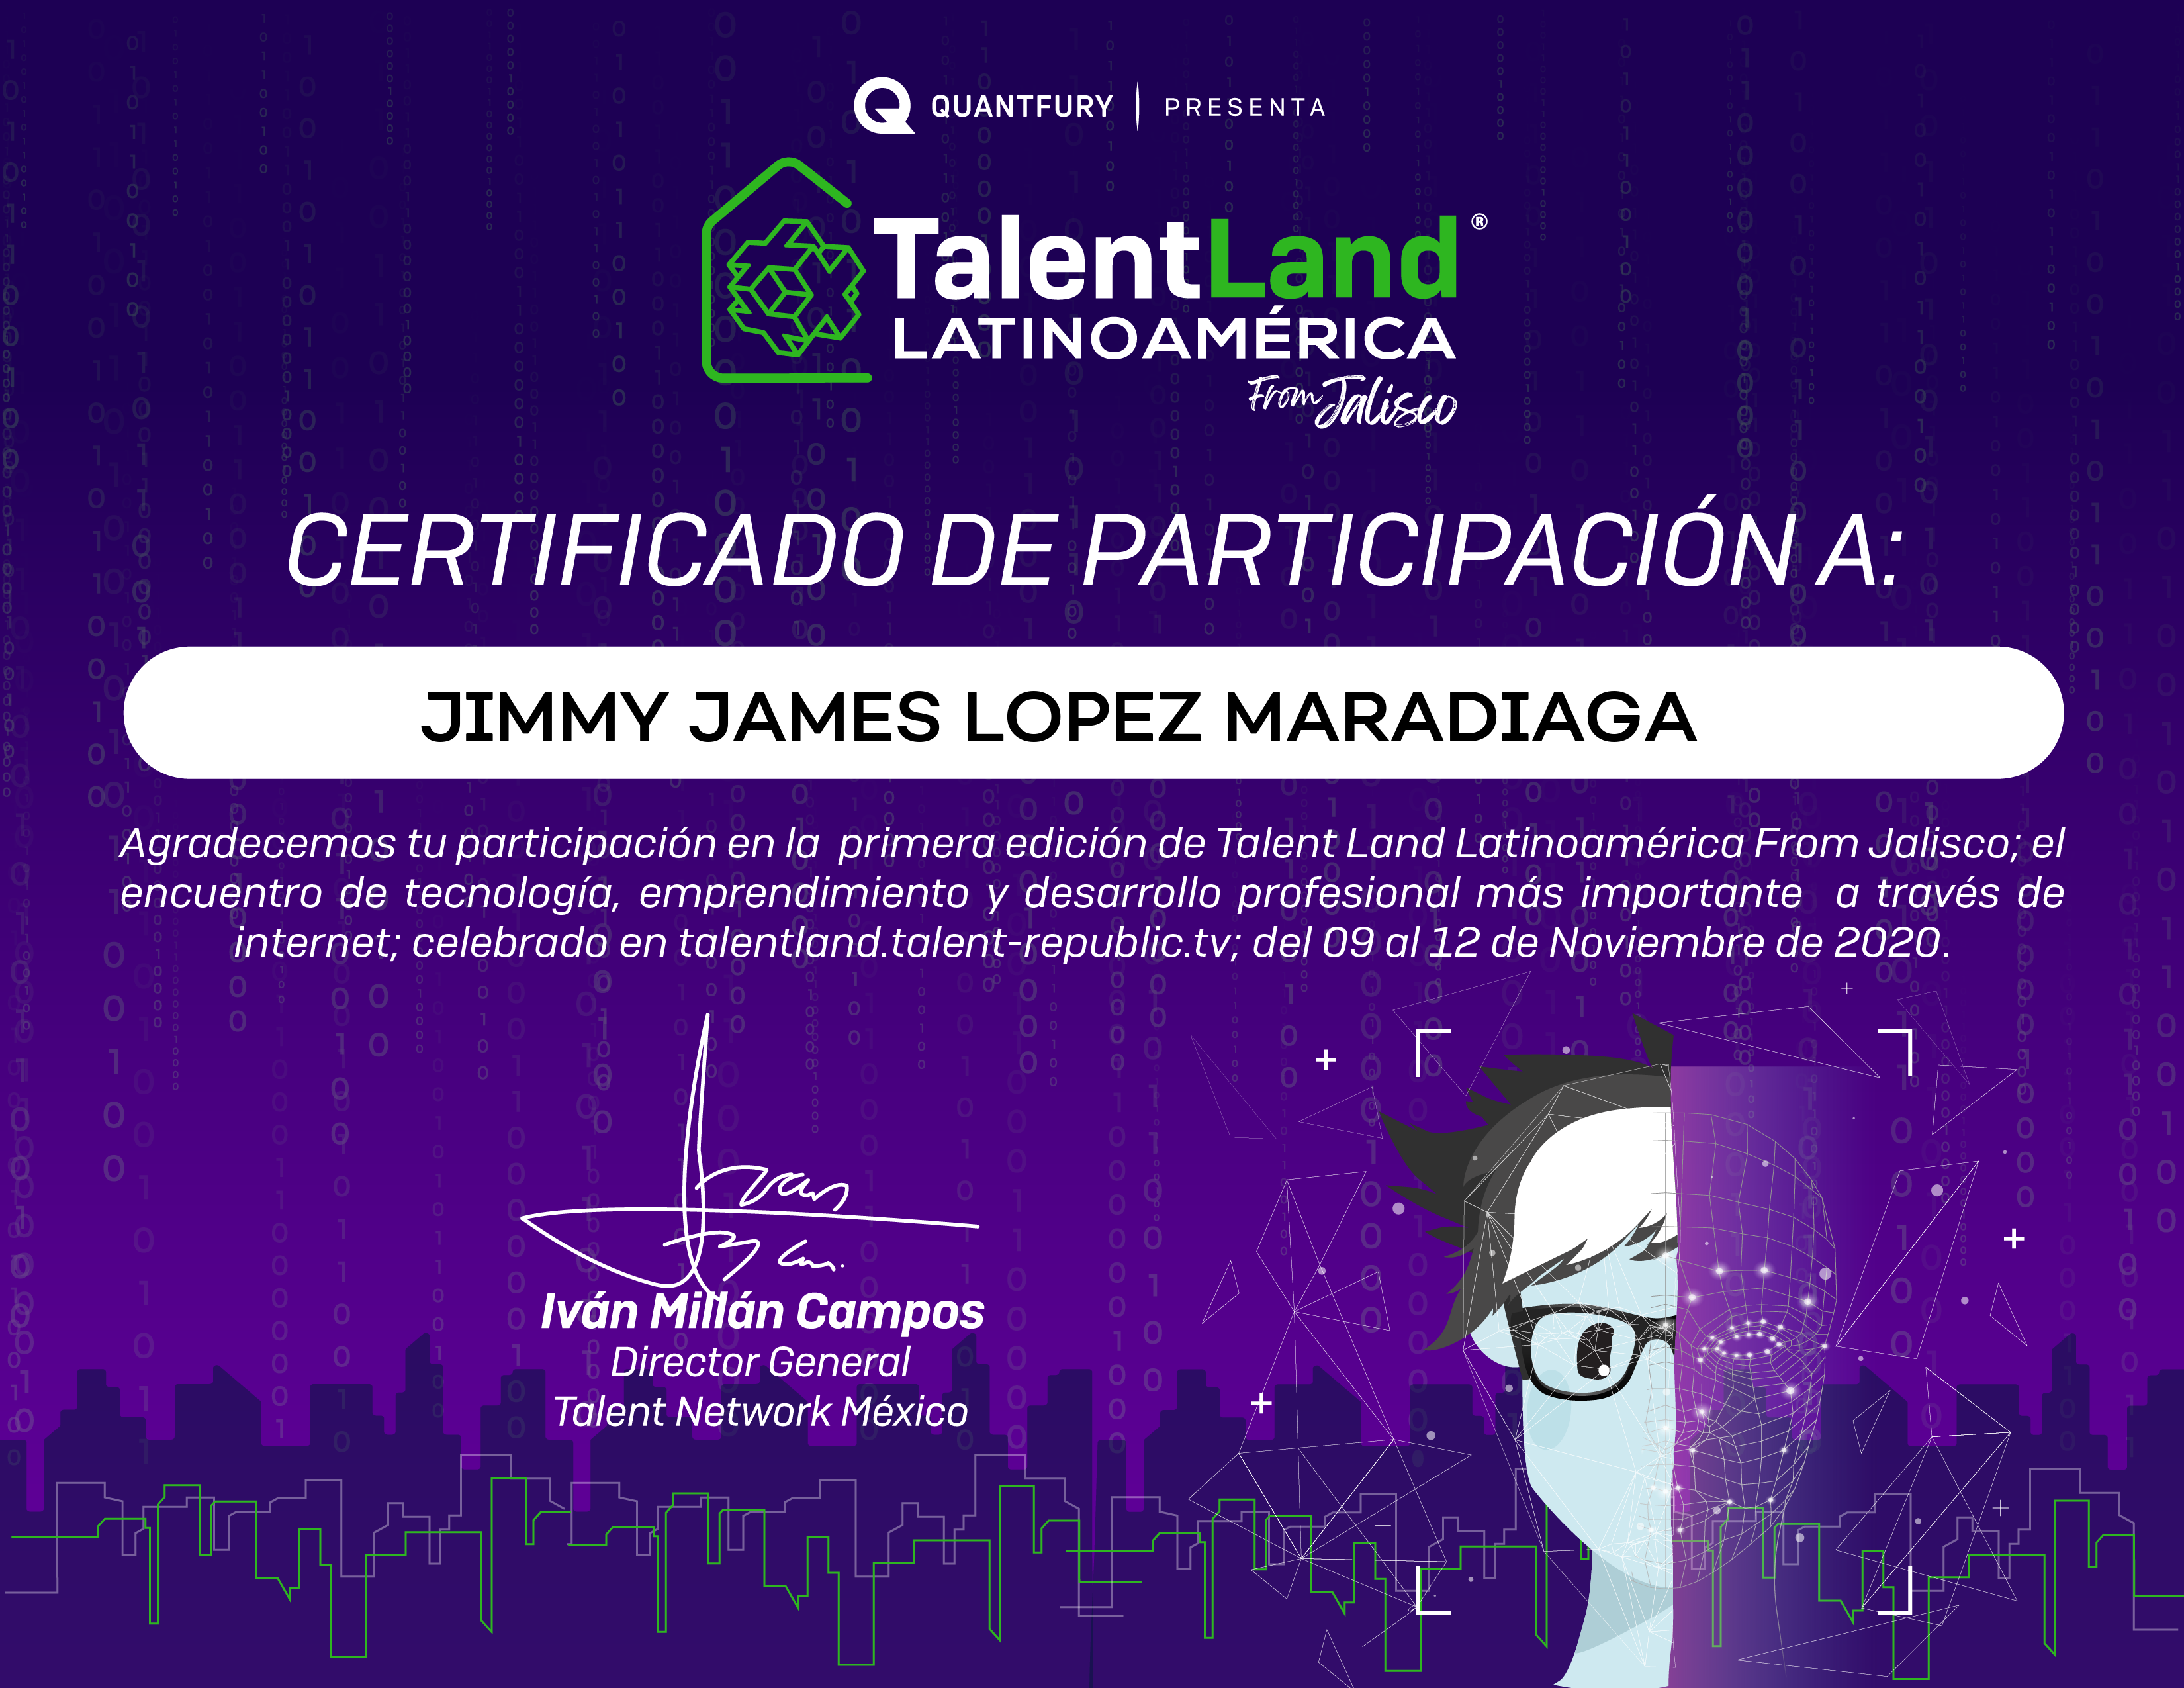 QUANTFURY | PRESENTA
TalentLand®
LATINOAMÉRICA
From Jalisco
CERTIFICADO DE PARTICIPACIÓN A:
JIMMY JAMES LOPEZ MARADIAGA
Agradecemos tu participación en la primera edición de Talent Land Latinoamérica From Jalisco; el
encuentro de tecnología, emprendimiento y desarrollo profesional más importante a través de
internet; celebrado en talentland.talent-republic.tv; del 09 al 12 de Noviembre de 2020.
Iván Millán Campos
Director General
Talent Network México